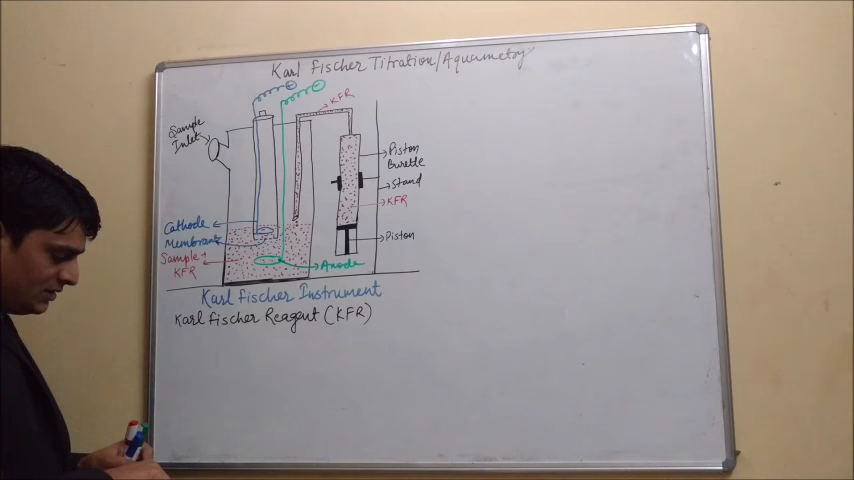 Karl Fischer Titration/Aquametry
KFR
Sample
Inlet
Piston
Burette
Stand
KFR
Cathode
Membrane
Piston
Sample +
KFR
Anode
Karl Fischer Instrument
Karl Fischer Reagent (KFR)